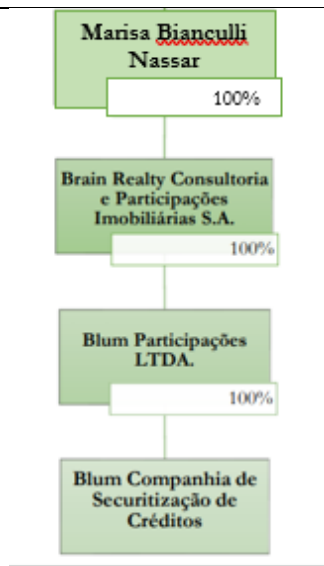 Marisa Bianculli
Nassar
100%
Brain Realty Consultoria
e Participações
Imobiliárias S.A.
100%
Blum Participações
LTDA.
100%
Blum Companhia de
Securitização de
Créditos